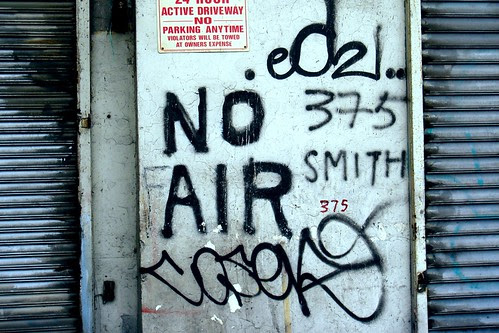 24 HOUR
ACTIVE DRIVEWAY
NO
PARKING ANYTIME
VIOLATORS WILL BE TOWED
AT OWNERS EXPENSE
375
NO
SMITH
AIR
375